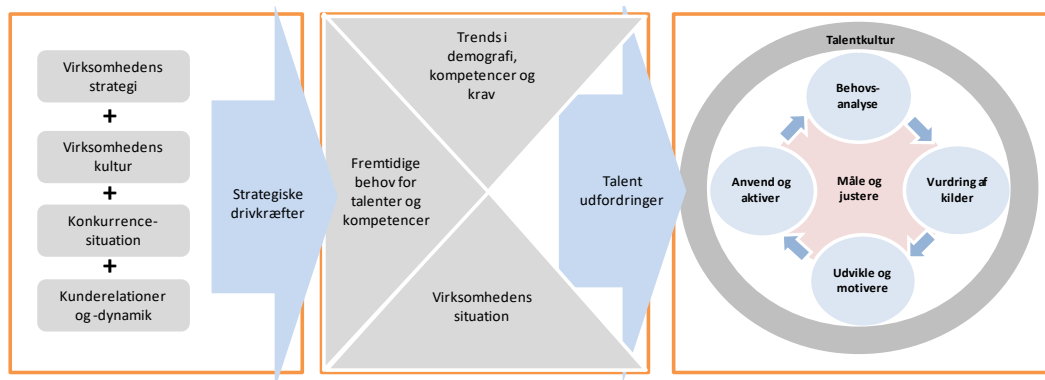 Virksomhedens
strategi
+
Virksomhedens
kultur
+
Konkurrence-
situation
+
Kunderelationer
og -dynamik
Strategiske
drivkræfter
Trends i
demografi,
kompetencer og
krav
Fremtidige
behov for
talenter og
kompetencer
Virksomhedens
situation
Talent
udfordringer
Talentkultur
Behovs-
analyse
Anvend og
aktiver
Måle og
justere
Vurdring af
kilder
Udvikle og
motivere